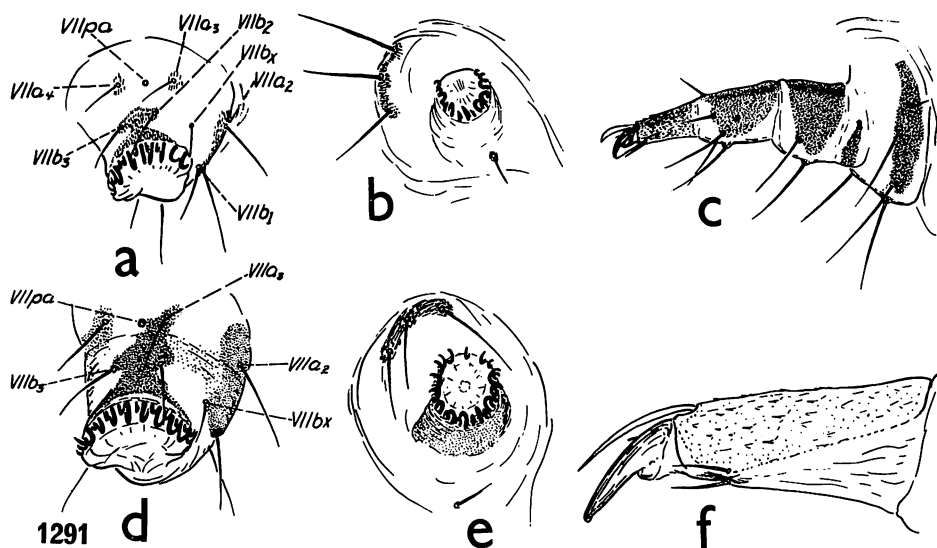 VIIpa
VIIa3
VIIb2
VIIbx
VIIa2
VIIa4
VIIb3
VIIb1
a
b
c
VIIpa
VIIa3
VIIb3
VIIa2
VIIbx
d
e
f
1291